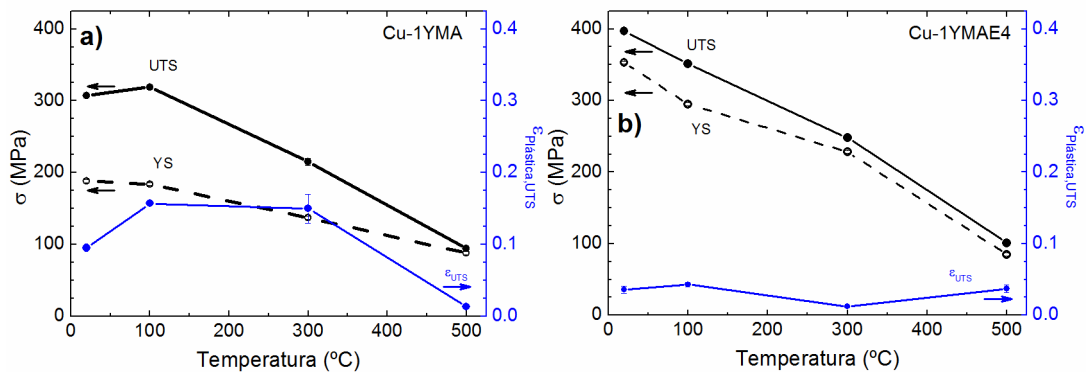 a)
Cu-1YMA
UTS
YS
εUTS
400
300
200
100
0
σ (MPa)
0.4
0.3
0.2
0.1
0.0
εPlástica,UTS
0 100 200 300 400 500
Temperatura (ºC)
Cu-1YMAE4
UTS
b)
YS
εUTS
400
300
200
100
0
σ (MPa)
0.4
0.3
0.2
0.1
0.0
εPlástica,UTS
0 100 200 300 400 500
Temperatura (ºC)